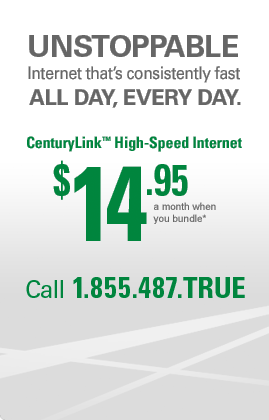 UNSTOPPABLE
Internet that's consistently fast
ALL DAY, EVERY DAY.
CenturyLink™ High-Speed Internet
$14.95
a month when
you bundle*
Call 1.855.487.TRUE